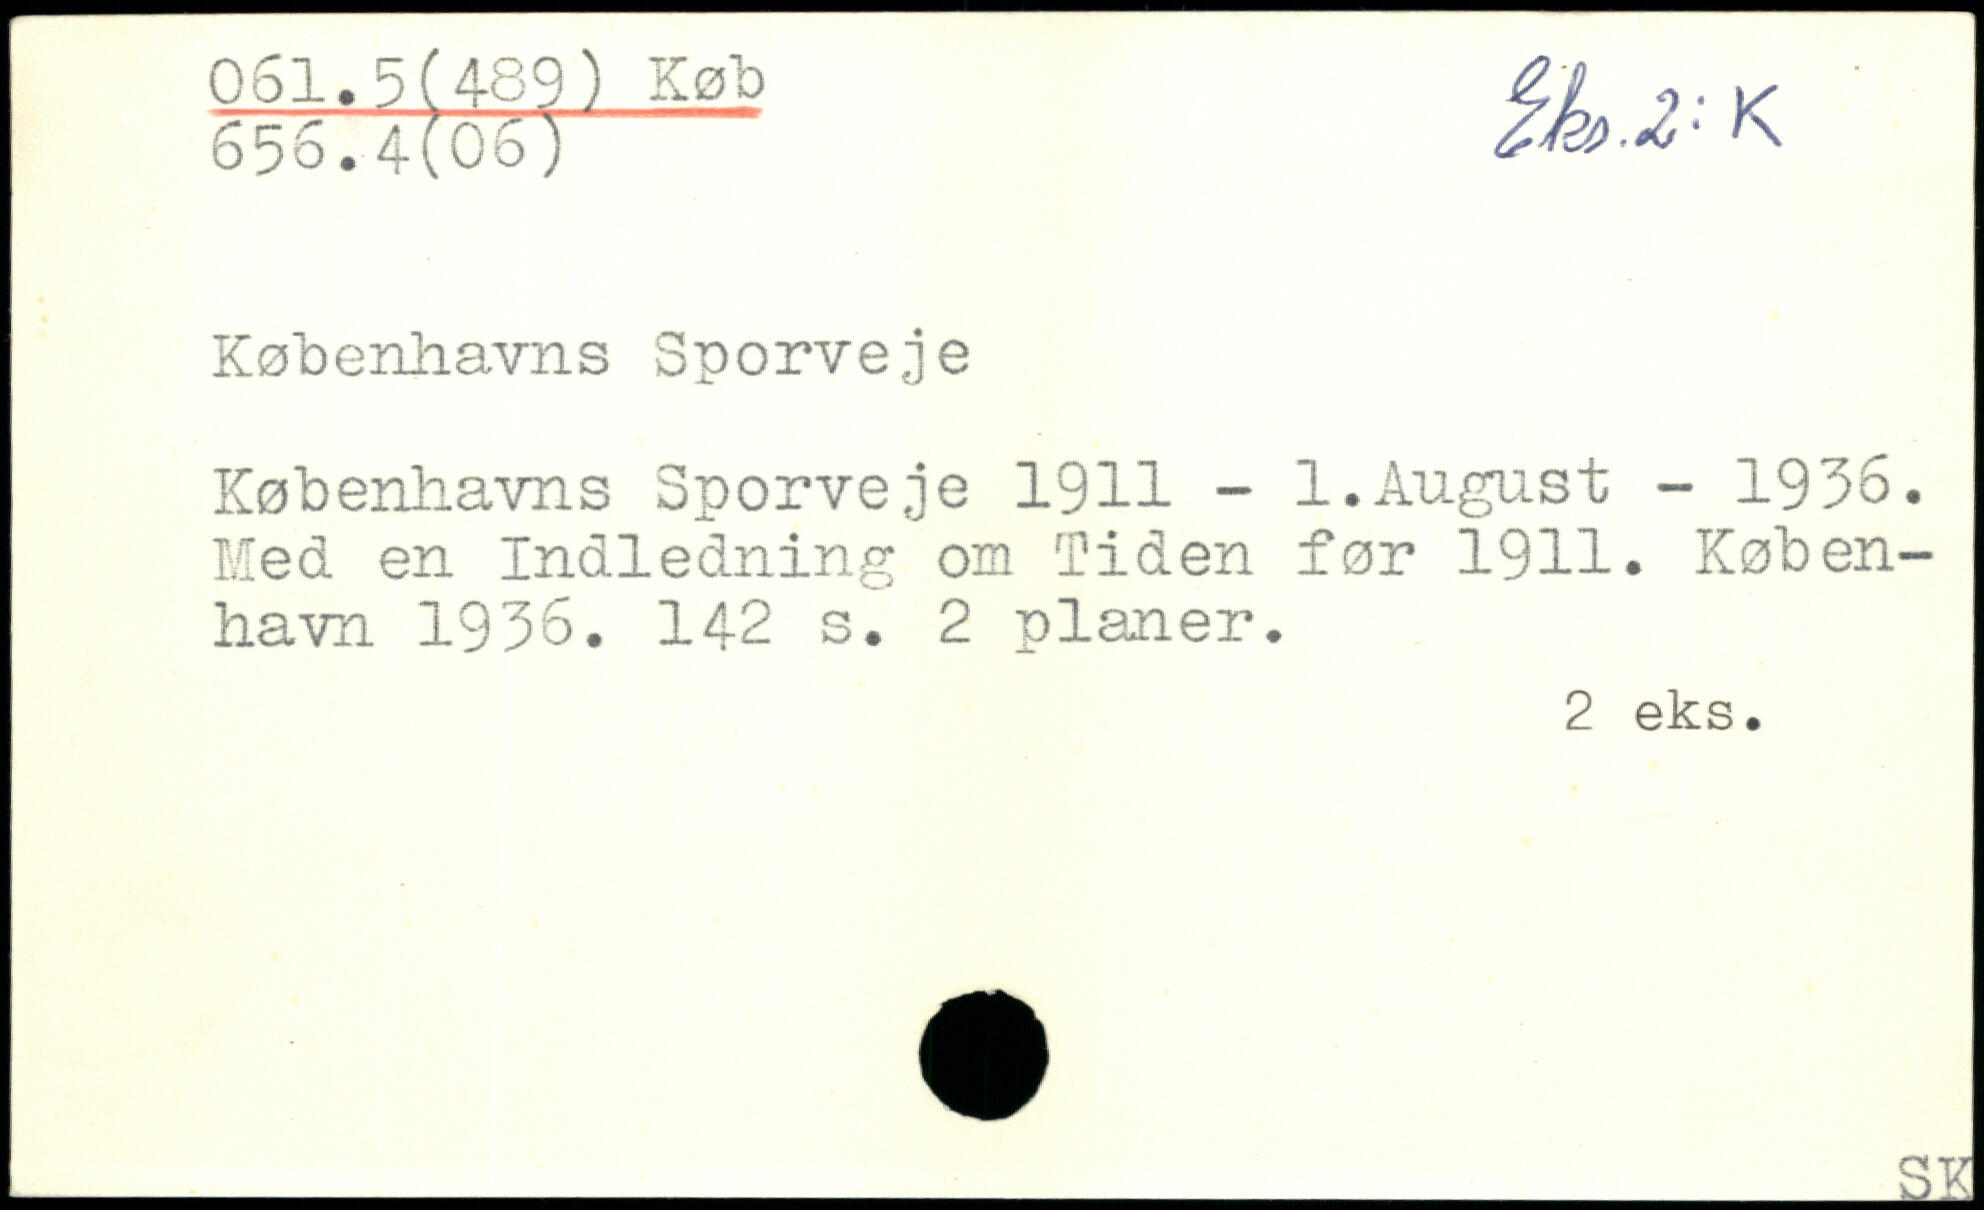 061.5(489) Køb
Eks. 2: K
656.4(06)
Københavns Sporveje
Københavns Sporveje 1911 - 1.August - 1936.
Med en Indledning om Tiden før 1911. Køben-
havn 1936. 142 s. 2 planer.
2 eks.
SK